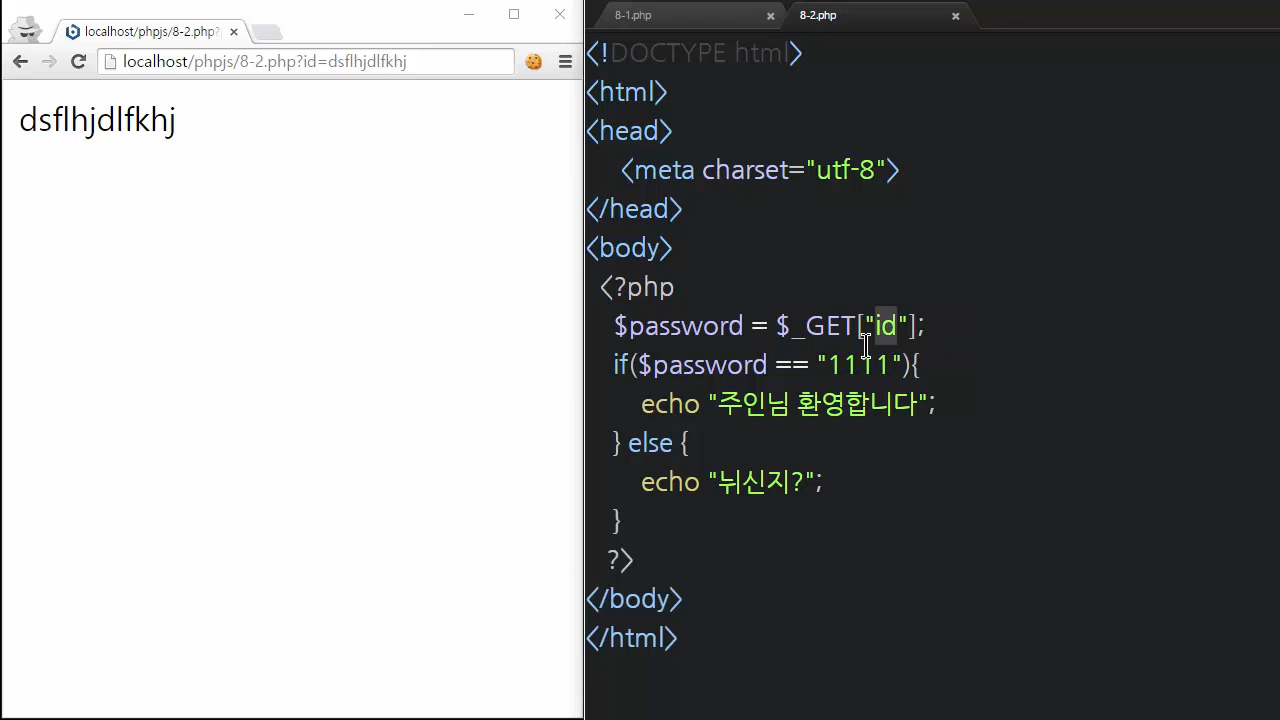 localhost/phpjs/8-2.php?
localhost/phpjs/8-2.php?id=dsflhjdlfkhj
dsflhjdlfkhj
8-1.php
8-2.php
<!DOCTYPE html>
<html>
<head>
<meta charset="utf-8">
</head>
<body>
<?php
$password = $_GET["id"];
if($password == "1111"){
echo "주인님 환영합니다";
} else {
echo "뉘신지?";
}
?>
</body>
</html>